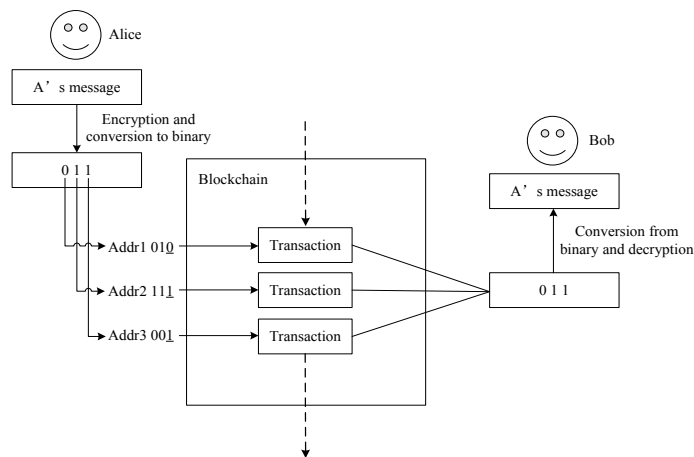 Alice
A’ s message
Encryption and
conversion to binary
0 1 1
Blockchain
Addr1 010
Transaction
Addr2 111
Transaction
Addr3 001
Transaction
Bob
A’ s message
Conversion from
binary and decryption
0 1 1